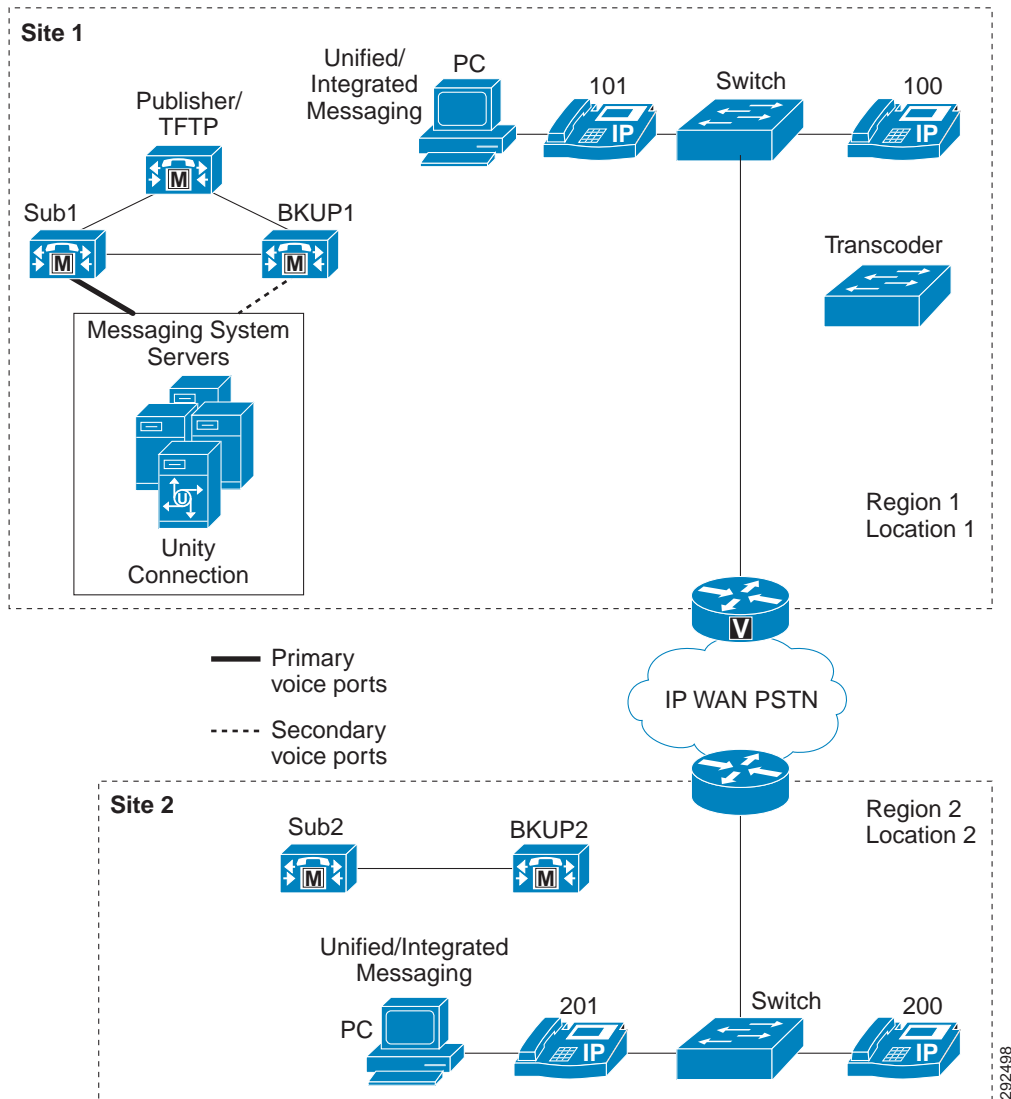 Site 1
Unified/
Integrated
Messaging
PC
101
Switch
100
IP
IP
Publisher/
TFTP
M
Sub1
BKUP1
M
M
Transcoder
Messaging System
Servers
U
Unity
Connection
Region 1
Location 1
V
Primary
voice ports
IP WAN PSTN
Secondary
voice ports
Site 2
Region 2
Location 2
Sub2
BKUP2
M
M
Unified/Integrated
Messaging
PC
201
Switch
200
IP
IP
292498